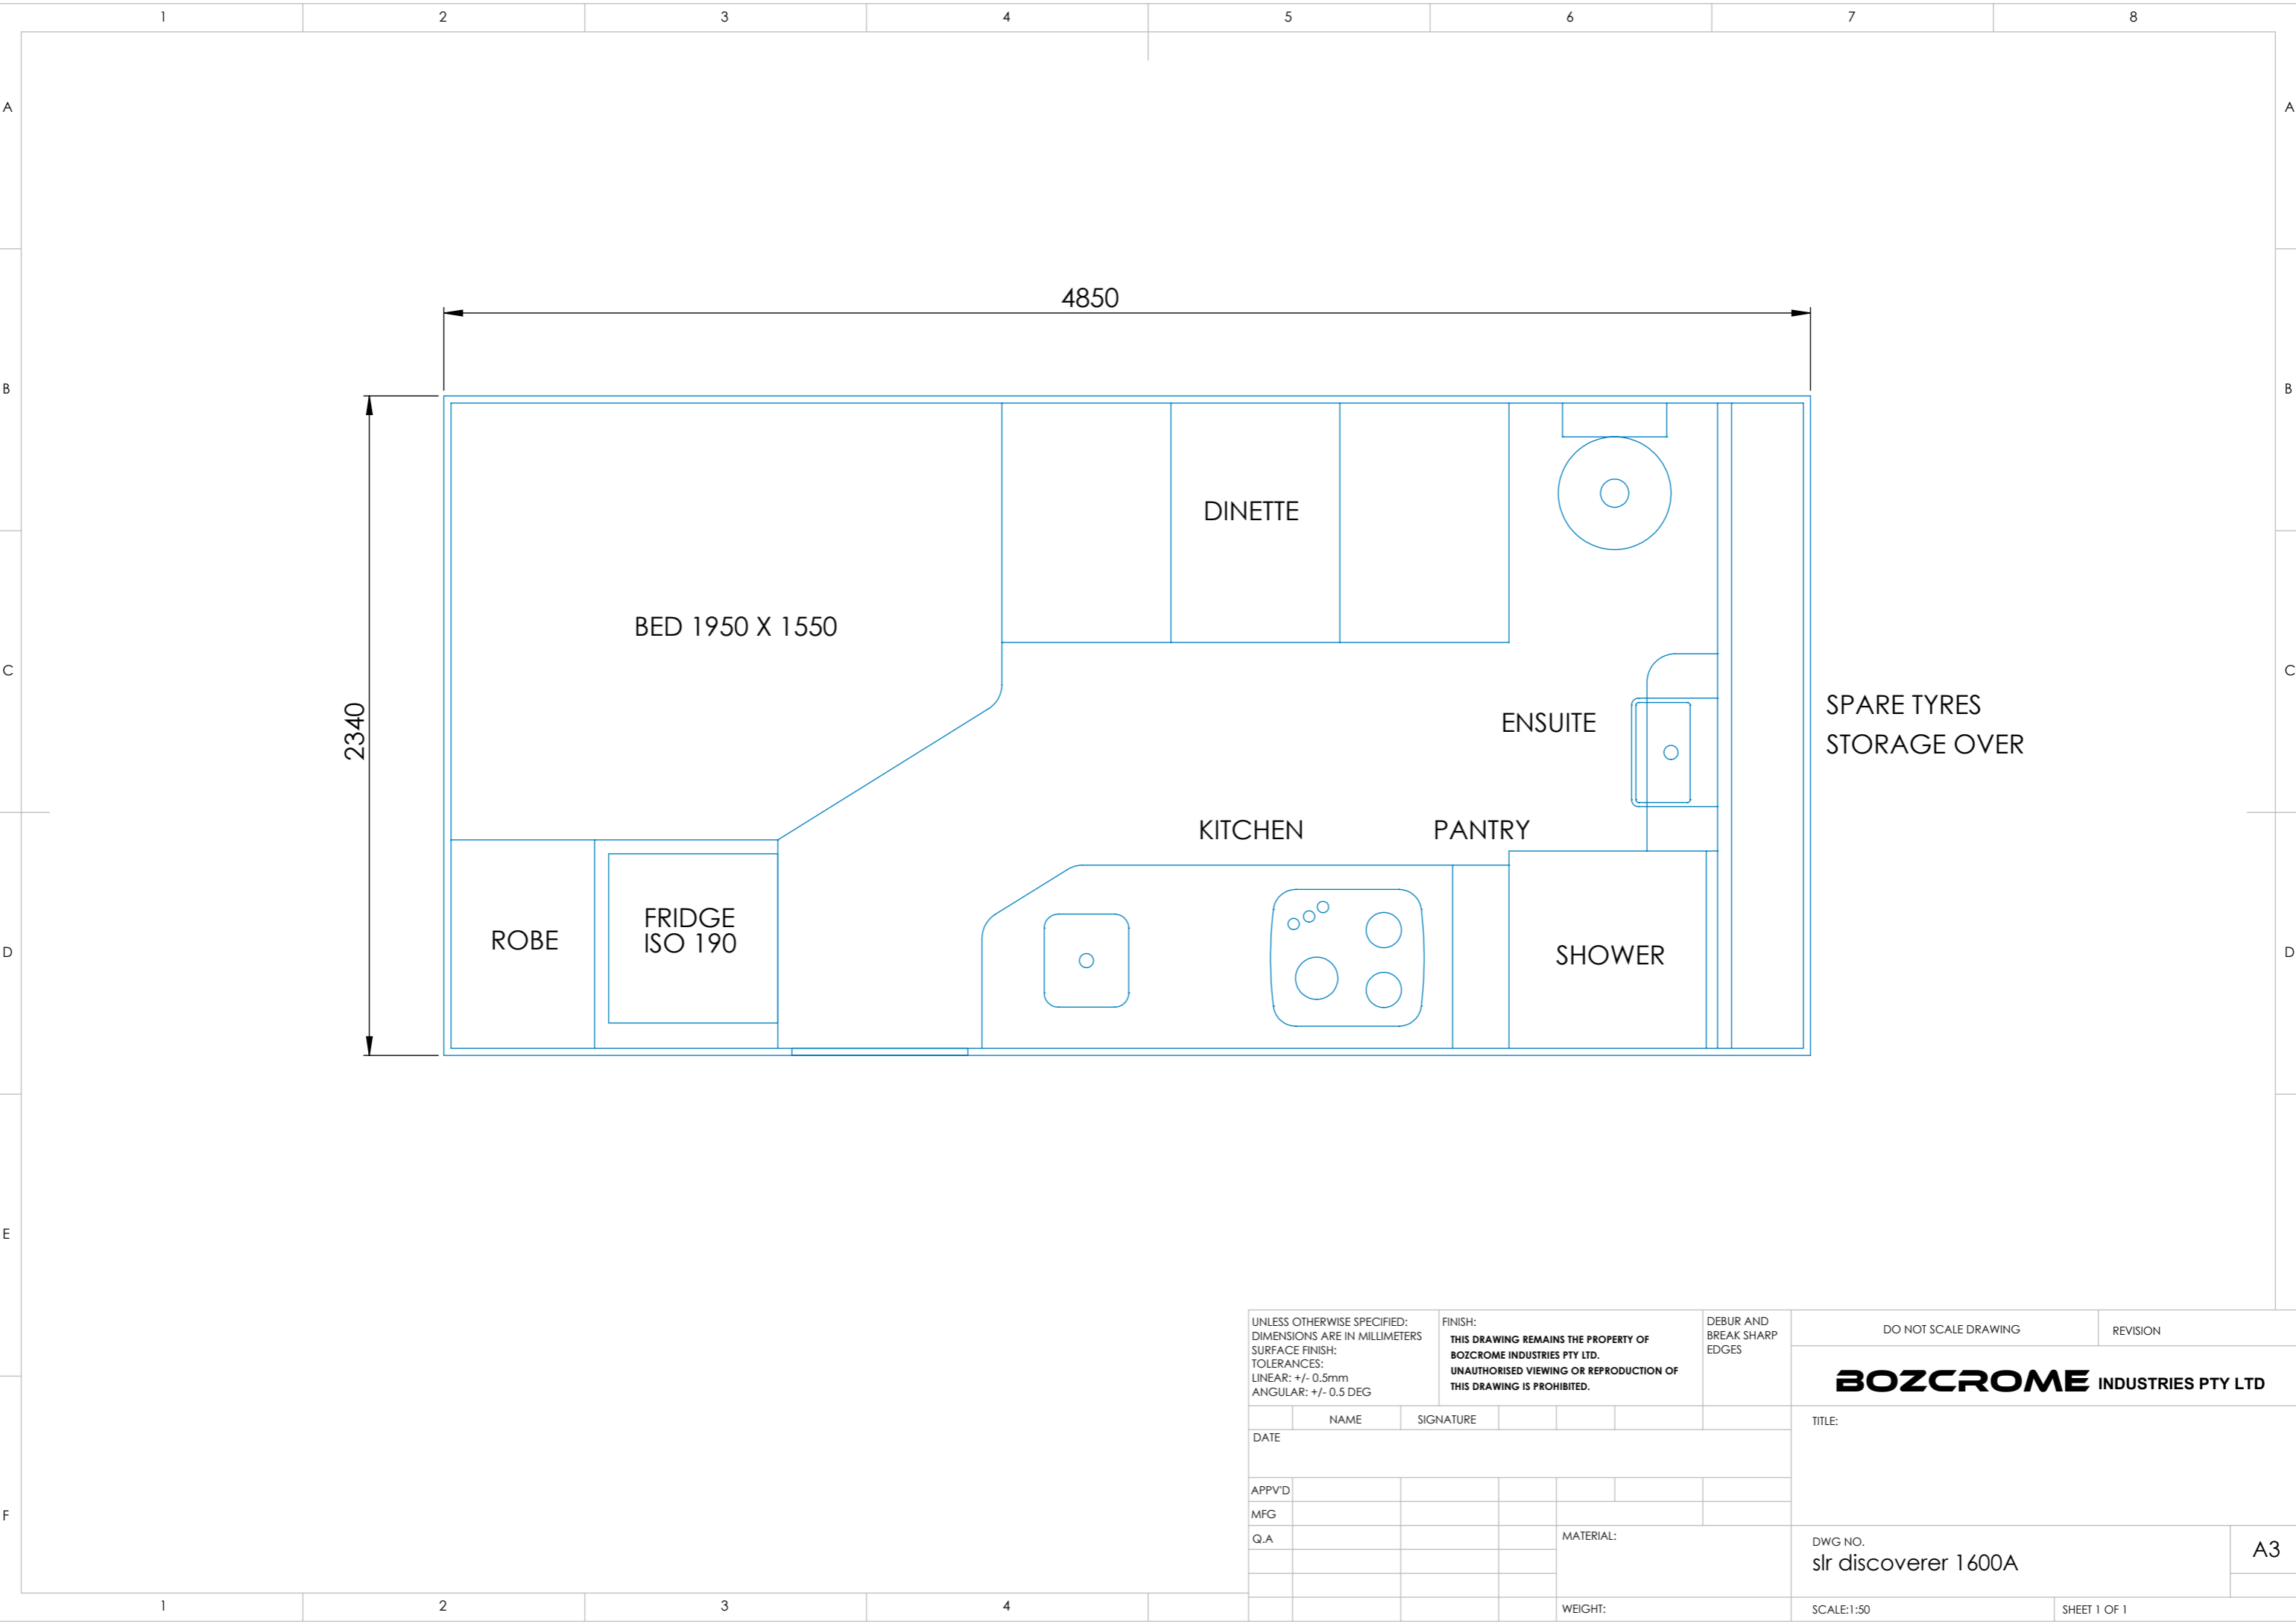 1 2 3 4 5 6 7 8
A A
4850
B B
DINETTE
BED 1950 X 1550
C C
2340
ENSUITE
SPARE TYRES
STORAGE OVER
KITCHEN PANTRY
ROBE
FRIDGE
ISO 190
SHOWER
D D
E
F
UNLESS OTHERWISE SPECIFIED:
DIMENSIONS ARE IN MILLIMETERS
SURFACE FINISH:
TOLERANCES:
LINEAR: +/- 0.5mm
ANGULAR: +/- 0.5 DEG
FINISH:
THIS DRAWING REMAINS THE PROPERTY OF
BOZCROME INDUSTRIES PTY LTD.
UNAUTHORISED VIEWING OR REPRODUCTION OF
THIS DRAWING IS PROHIBITED.
DEBUR AND
BREAK SHARP
EDGES
DO NOT SCALE DRAWING
REVISION
BOZCROME INDUSTRIES PTY LTD
NAME SIGNATURE
DATE
TITLE:
APPV'D
MFG
Q.A
MATERIAL:
DWG NO.
slr discoverer 1600A
A3
WEIGHT:
SCALE:1:50
SHEET 1 OF 1
1 2 3 4